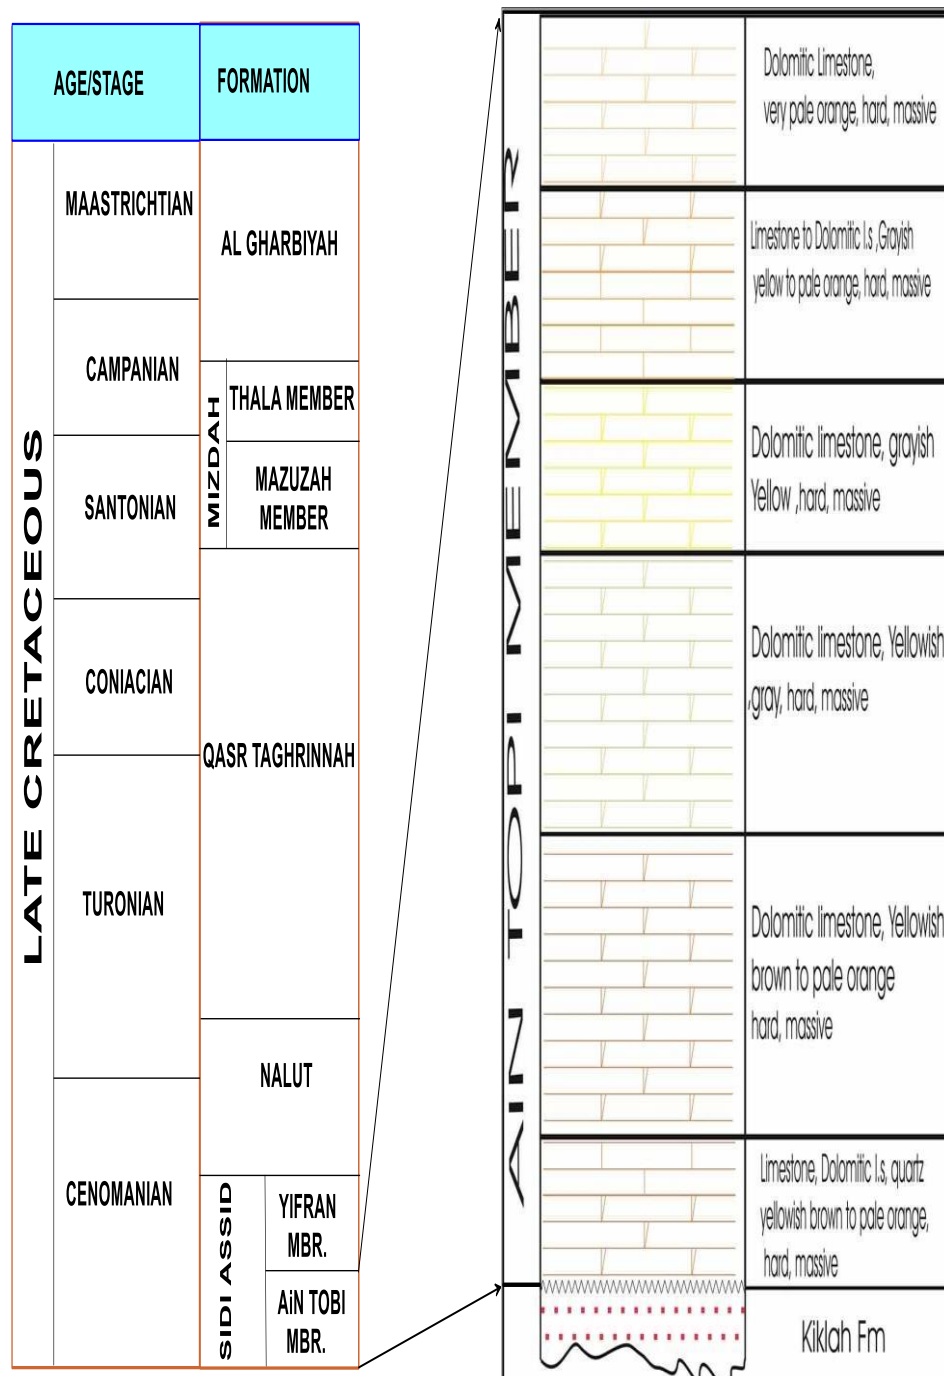 AGE/STAGE
FORMATION
LATE CRETACEOUS
MAASTRICHTIAN
CAMPANIAN
SANTONIAN
CONIACIAN
TURONIAN
CENOMANIAN
AL GHARBIYAH
MIZDAH
THALA MEMBER
MAZUZAH
MEMBER
QASR TAGHRINNAH
NALUT
SIDI ASSID
YIFRAN
MBR.
AiN TOBI
MBR.
AIN TOPI MEMBER
Dolomitic Limestone,
very pale orange, hard, massive
Limestone to Dolomitic l.s ,Grayish
yellow to pale orange, hard, massive
Dolomitic limestone, grayish
Yellow ,hard, massive
Dolomitic limestone, Yellowish
,gray, hard, massive
Dolomitic limestone, Yellowish
brown to pale orange
hard, massive
Limestone, Dolomitic l.s, quartz
yellowish brown to pale orange,
hard, massive
Kiklah Fm